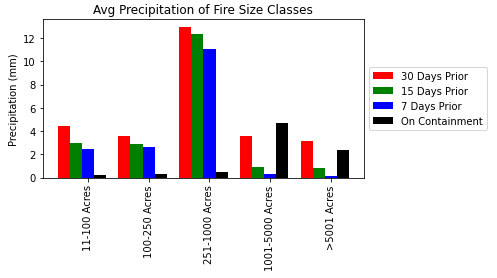 Avg Precipitation of Fire Size Classes
Precipitation (mm)
12
10
8
6
4
2
0
11-100 Acres
100-250 Acres
251-1000 Acres
1001-5000 Acres
>5001 Acres
30 Days Prior
15 Days Prior
7 Days Prior
On Containment